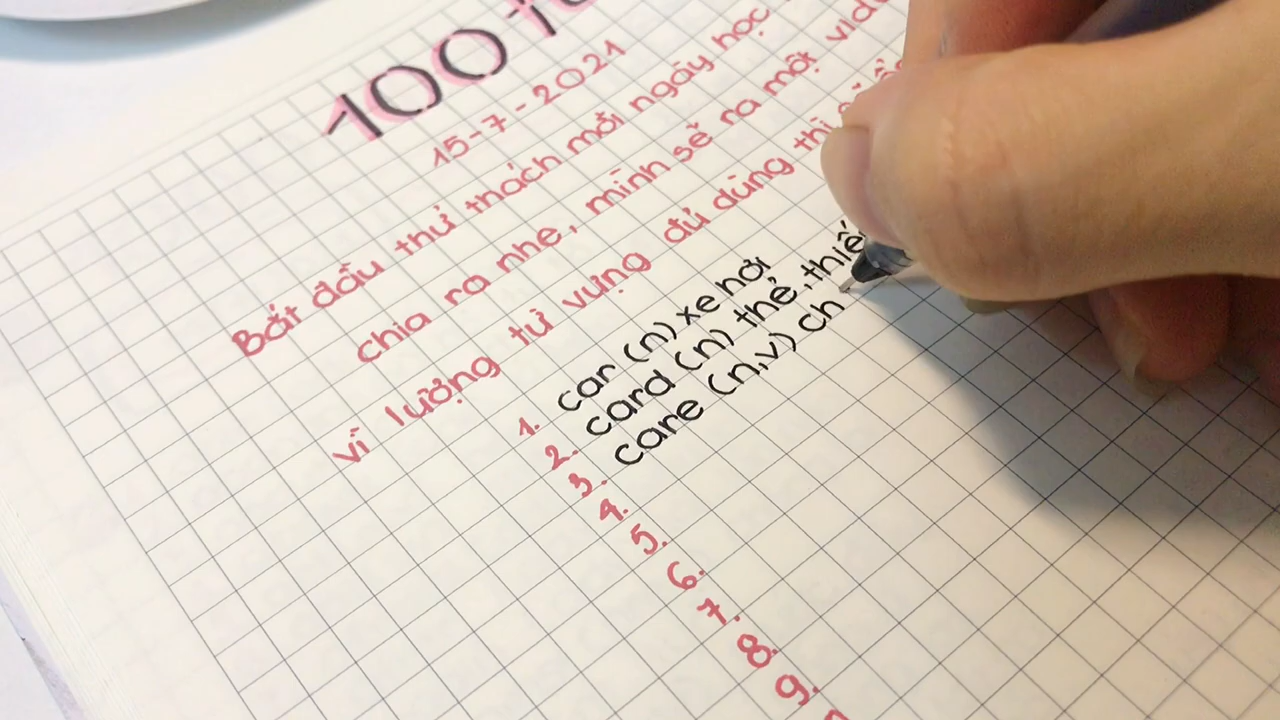 100 từ
15-7-2021
Bắt đầu thử thách mỗi ngày học
chia ra nhe, mình sẽ ra một
vì lượng từ vựng đủ dùng thì
1. car (n) xe hơi
2. card (n) thẻ, thiế
3. care (n,v) ch
4.
5.
6.
7.
8.
9.